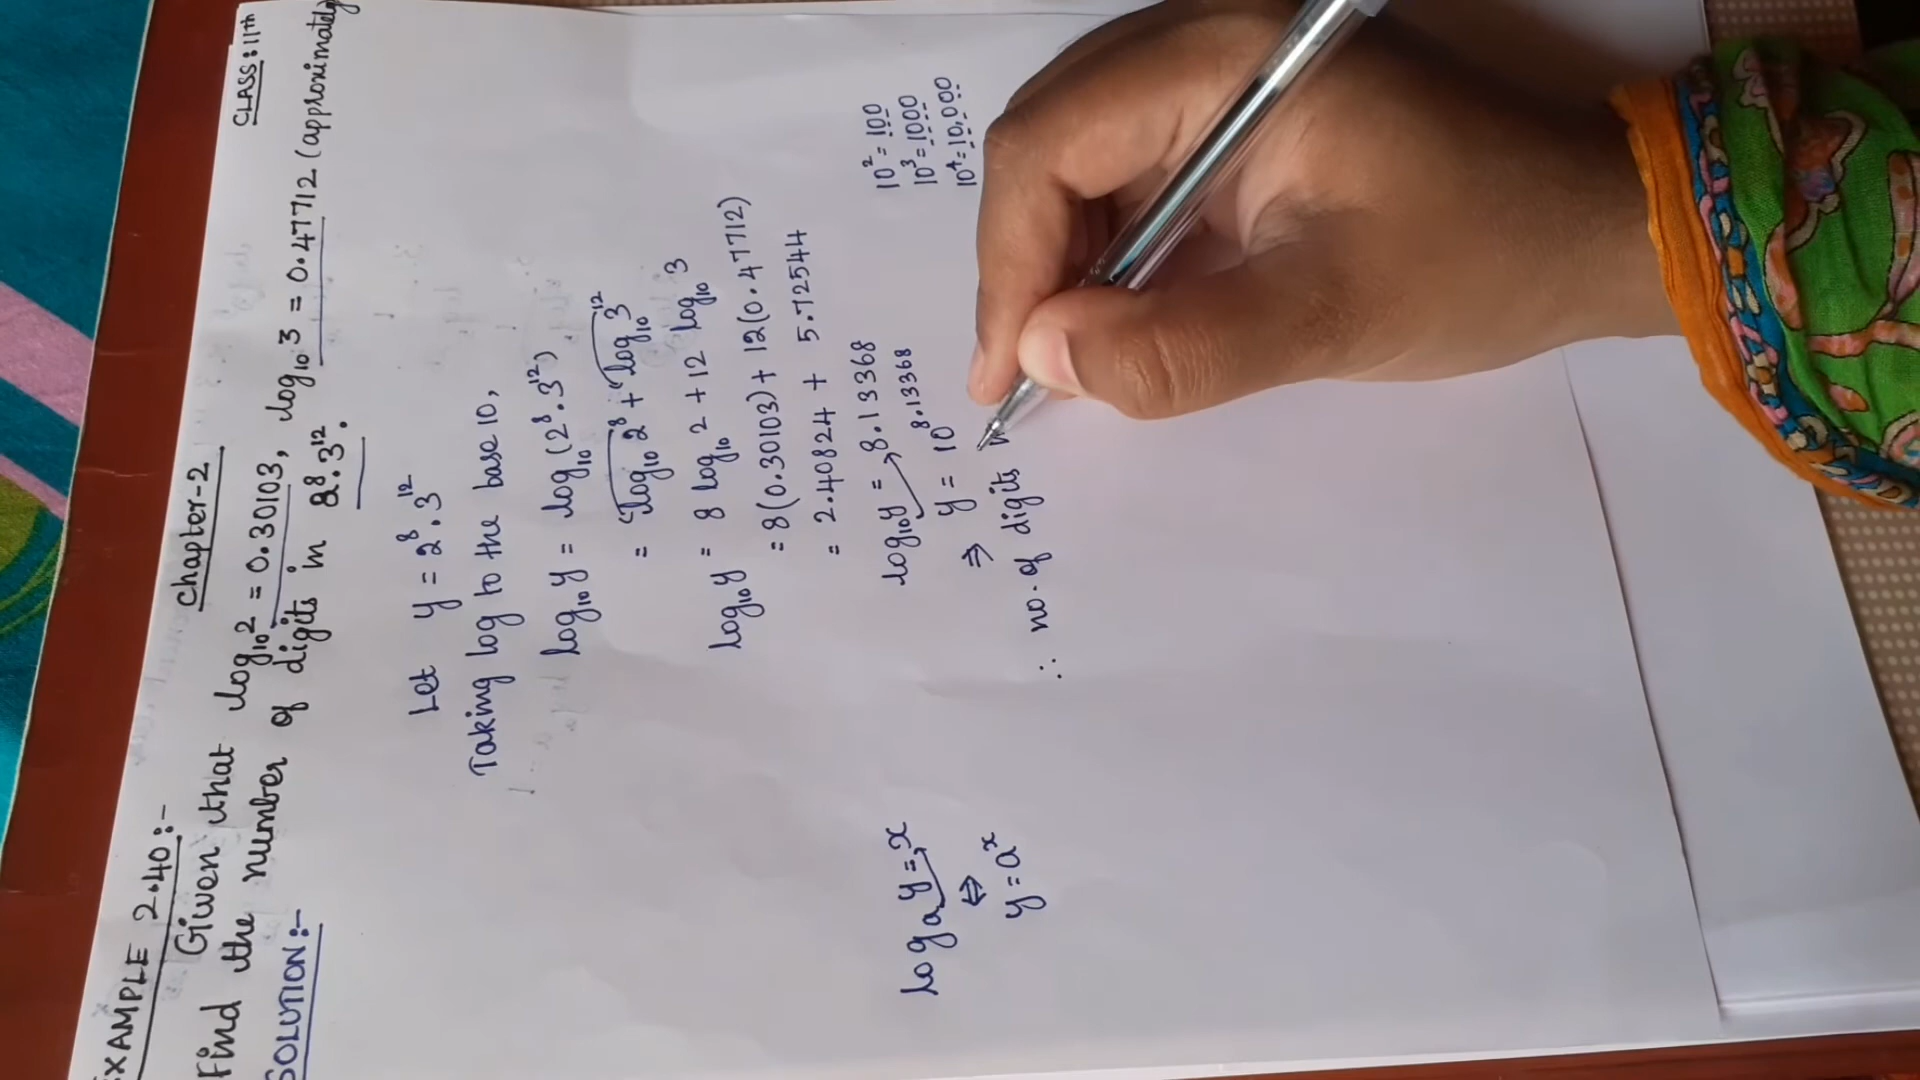 CLASS: 11th
Chapter-2
EXAMPLE 2.40:-
Given that log₁₀2 = 0.30103, log₁₀3 = 0.47712 (approximately)
Find the number of digits in 2⁸.3¹².
SOLUTION:-
Let y = 2⁸.3¹²
Taking log to the base 10,
log₁₀y = log₁₀(2⁸.3¹²)
= log₁₀2⁸ + log₁₀3¹²
log₁₀y = 8 log₁₀2 + 12 log₁₀3
= 8(0.30103) + 12(0.47712)
= 2.40824 + 5.72544
log₁₀y = 8.13368
⇒ y = 10⁸·¹³³⁶⁸
∴ no. of digits
10² = 100
10³ = 1000
10⁴ = 10,000
logₐy = x
⇔
y = aˣ